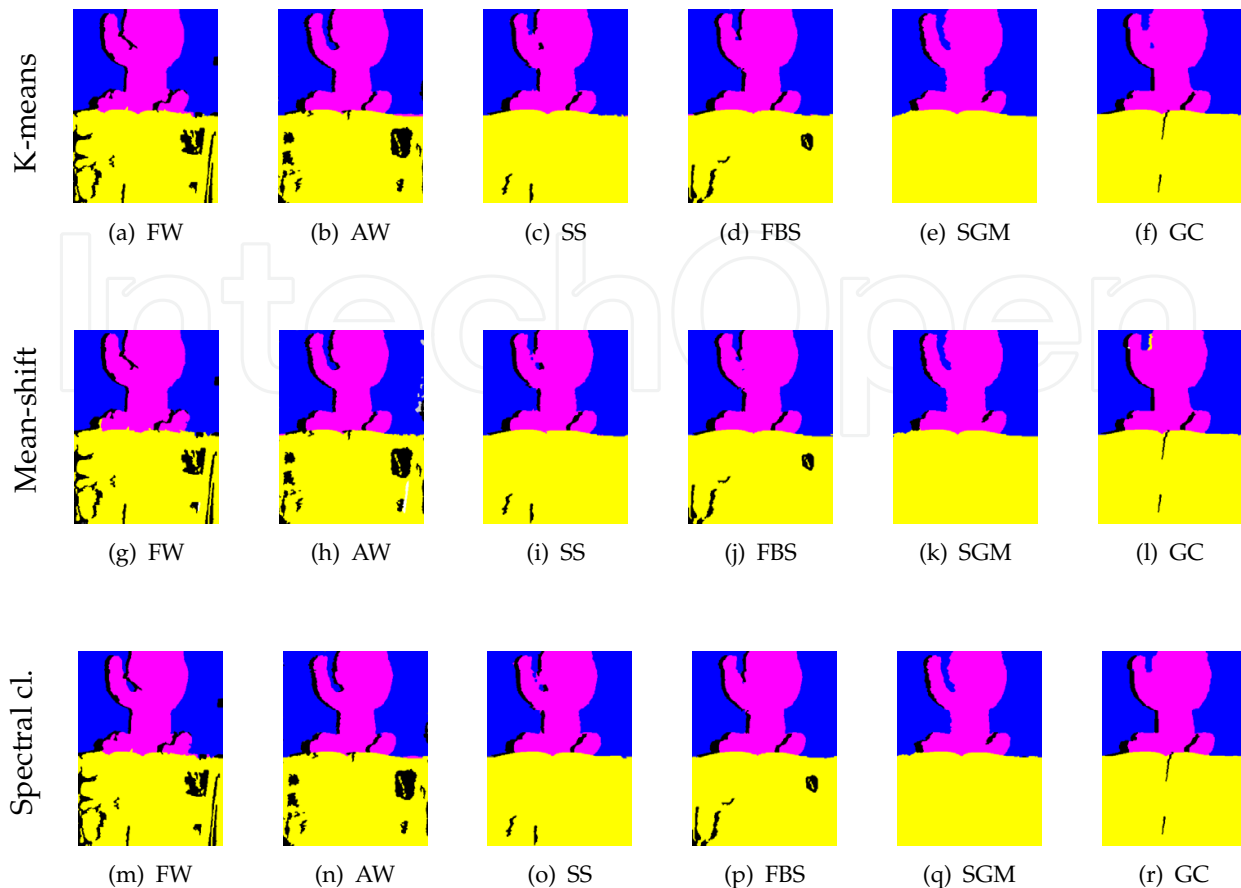 K-means
(a) FW
(b) AW
(c) SS
(d) FBS
(e) SGM
(f) GC
IntechOpen
Mean-shift
(g) FW
(h) AW
(i) SS
(j) FBS
(k) SGM
(l) GC
Spectral cl.
(m) FW
(n) AW
(o) SS
(p) FBS
(q) SGM
(r) GC